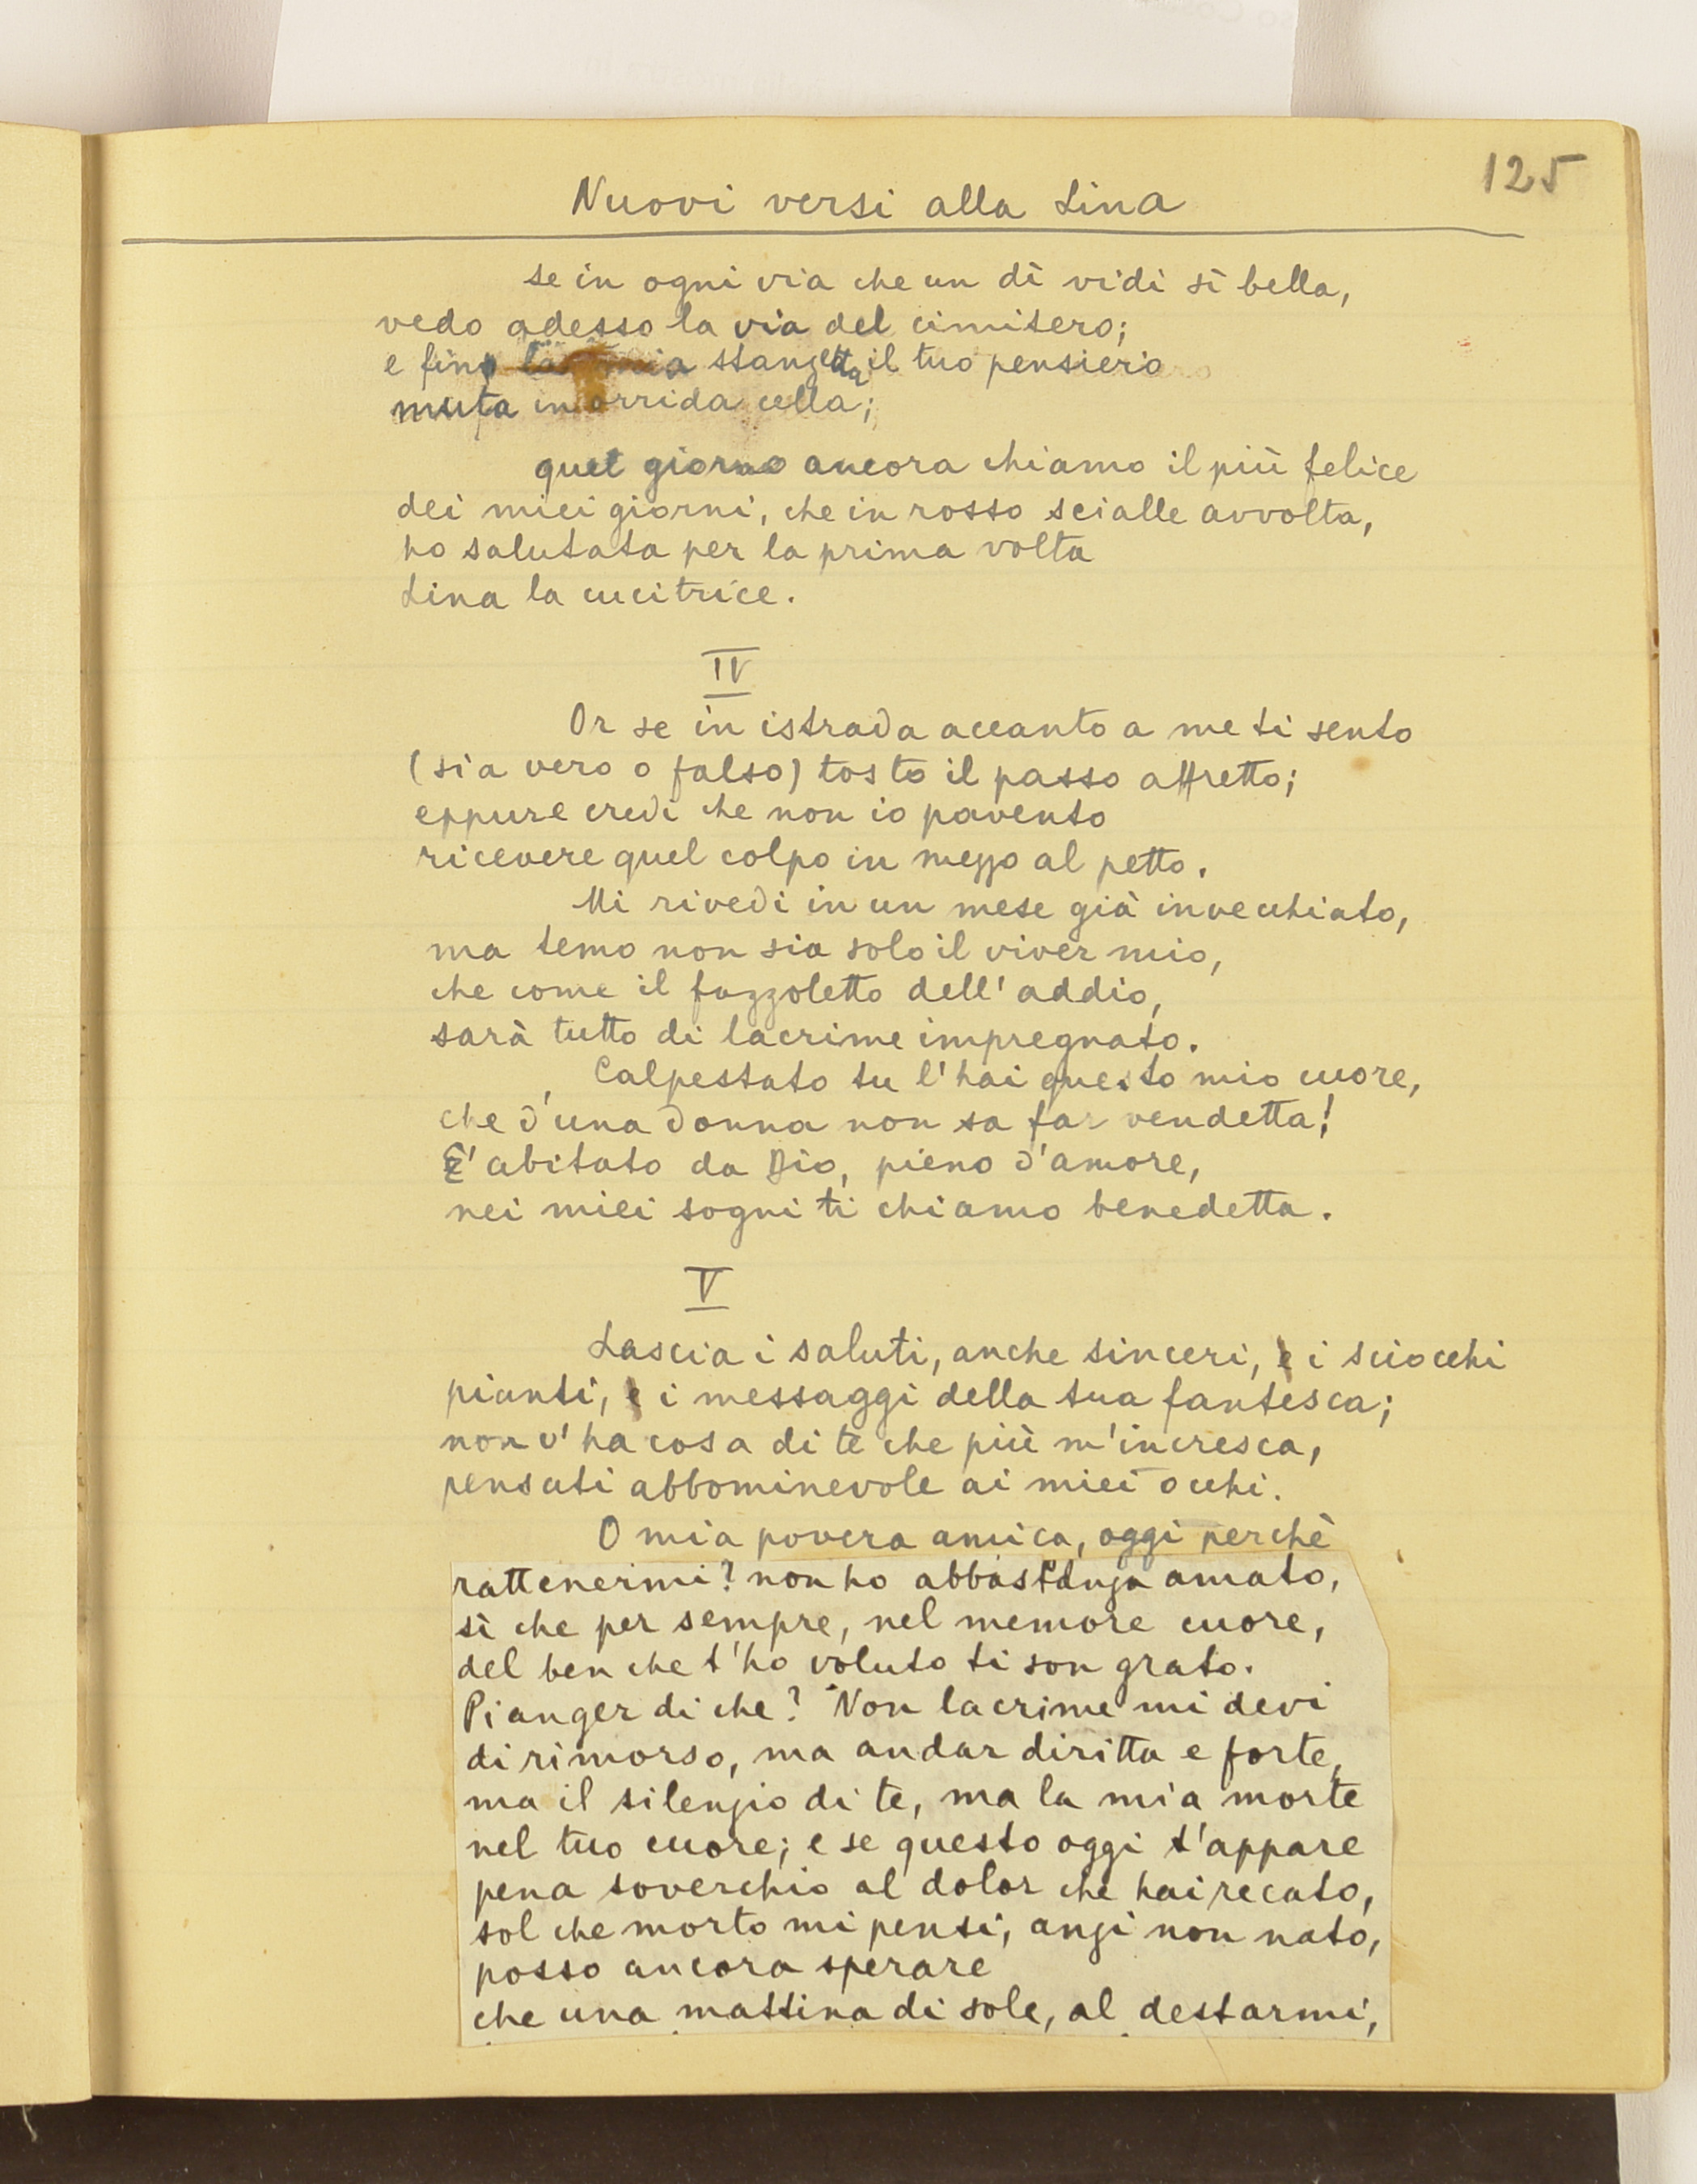 125
Nuovi versi alla Lina
se in ogni via che un dì vidi sì bella,
vedo adesso la via del cimitero;
e fino la mia stanzetta il tuo pensiero
muta in orrida cella;
quel giorno ancora chiamo il più felice
dei miei giorni, che in rosso scialle avvolta,
ho salutata per la prima volta
Lina la cucitrice.
IV
Or se in istrada accanto a me ti sento
(sia vero o falso) tosto il passo affretto;
eppure credi che non io pavento
ricevere quel colpo in mezzo al petto.
Mi rivedi in un mese già invecchiato,
ma temo non sia solo il viver mio,
che come il fazzoletto dell'addio,
sarà tutto di lacrime impregnato.
Calpestato tu l'hai questo mio cuore,
che d'una donna non sa far vendetta!
E' abitato da Dio, pieno d'amore,
nei miei sogni ti chiamo benedetta.
V
Lascia i saluti, anche sinceri, e i sciocchi
pianti, e i messaggi della tua fantesca;
non v'ha cosa di te che più m'incresca,
pensati abbominevole ai miei occhi.
O mia povera amica, oggi perchè
rattenermi? non ho abbastanza amato,
sì che per sempre, nel memore cuore,
del ben che t'ho voluto ti son grato.
Pianger di che? Non lacrime mi devi
di rimorso, ma andar diritta e forte,
ma il silenzio di te, ma la mia morte
nel tuo cuore; e se questo oggi t'appare
pena soverchia al dolor che hai recato,
sol che morto mi pensi, anzi non nato,
posso ancora sperare
che una mattina di sole, al destarmi,